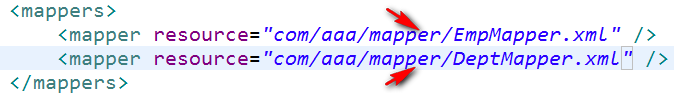 <mappers>
<mapper resource="com/aaa/mapper/EmpMapper.xml" />
<mapper resource="com/aaa/mapper/DeptMapper.xml" />
</mappers>